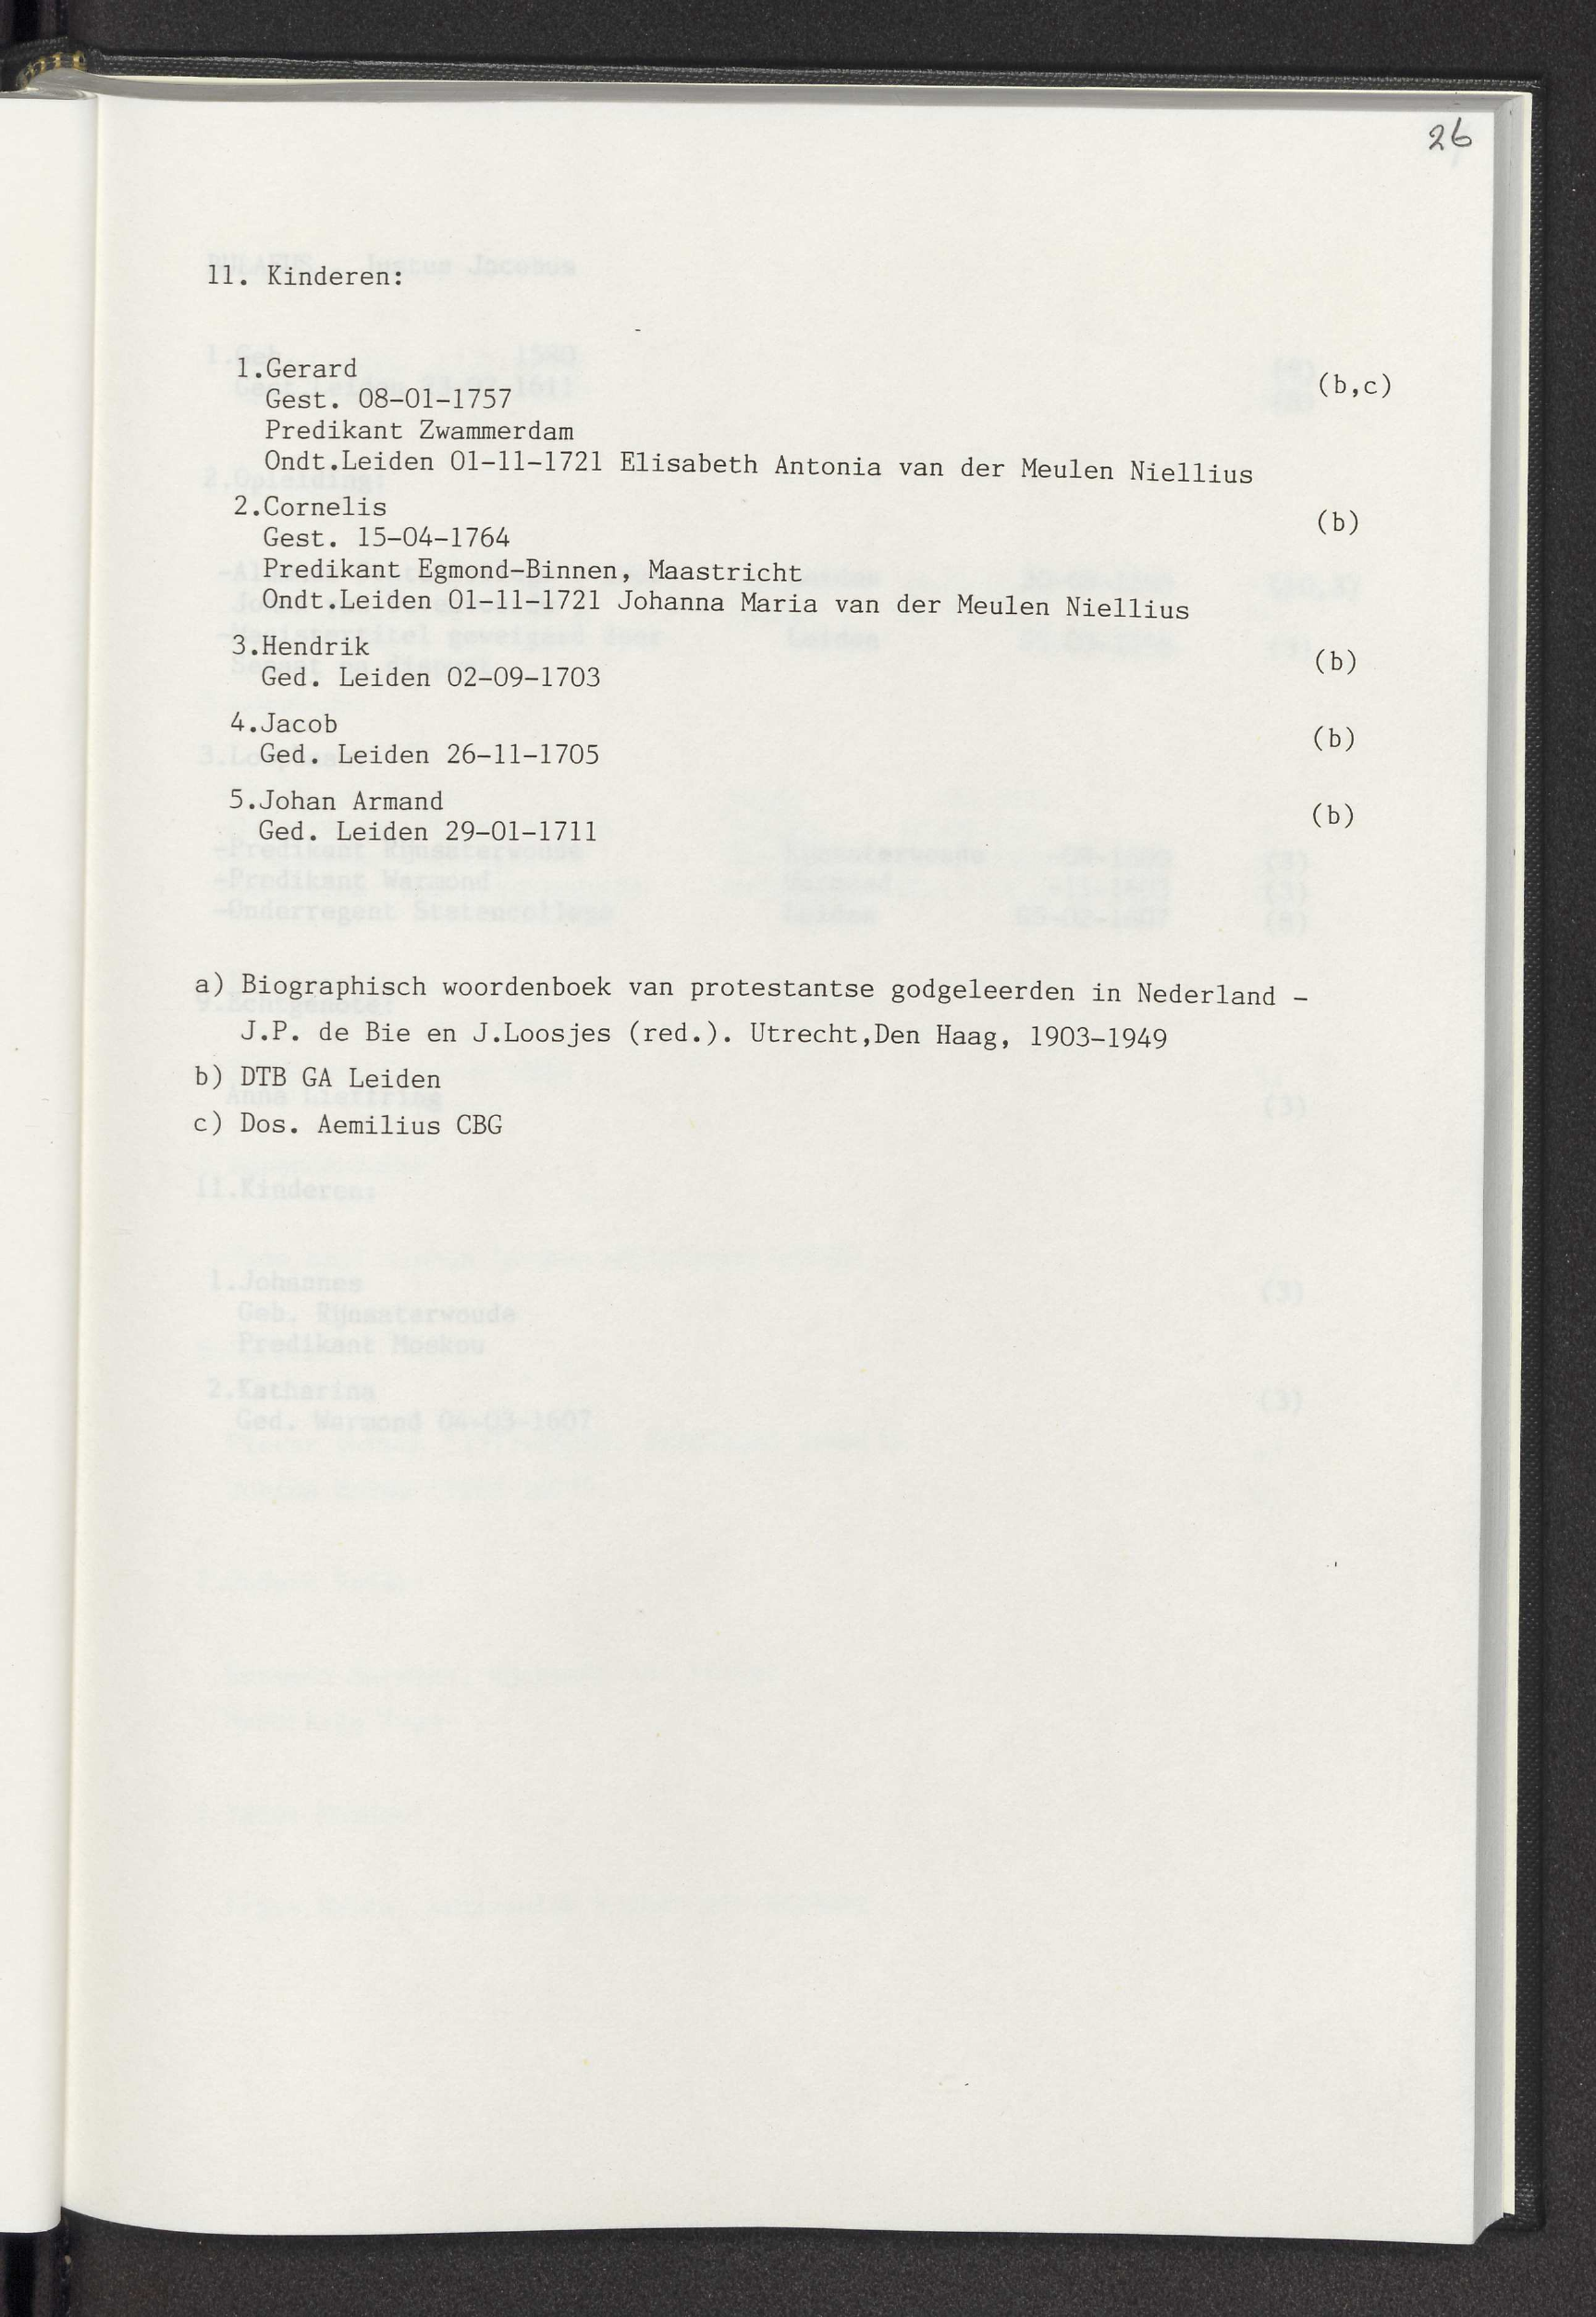 26
11. Kinderen:
1.Gerard
(b,c)
Gest. 08-01-1757
Predikant Zwammerdam
Ondt.Leiden 01-11-1721 Elisabeth Antonia van der Meulen Niellius
2.Cornelis
(b)
Gest. 15-04-1764
Predikant Egmond-Binnen, Maastricht
Ondt.Leiden 01-11-1721 Johanna Maria van der Meulen Niellius
3.Hendrik
(b)
Ged. Leiden 02-09-1703
4.Jacob
(b)
Ged. Leiden 26-11-1705
5.Johan Armand
(b)
Ged. Leiden 29-01-1711
a) Biographisch woordenboek van protestantse godgeleerden in Nederland -
J.P. de Bie en J.Loosjes (red.). Utrecht,Den Haag, 1903-1949
b) DTB GA Leiden
c) Dos. Aemilius CBG